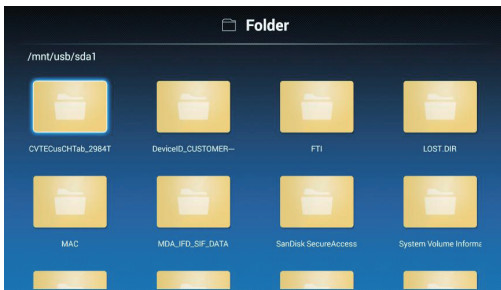 Folder
/mnt/usb/sda1
CVTECusCHTab_2984T DeviceID_CUSTOMER— FTI LOST.DIR
MAC MDA_IFD_SIF_DATA SanDisk SecureAccess System Volume Informa